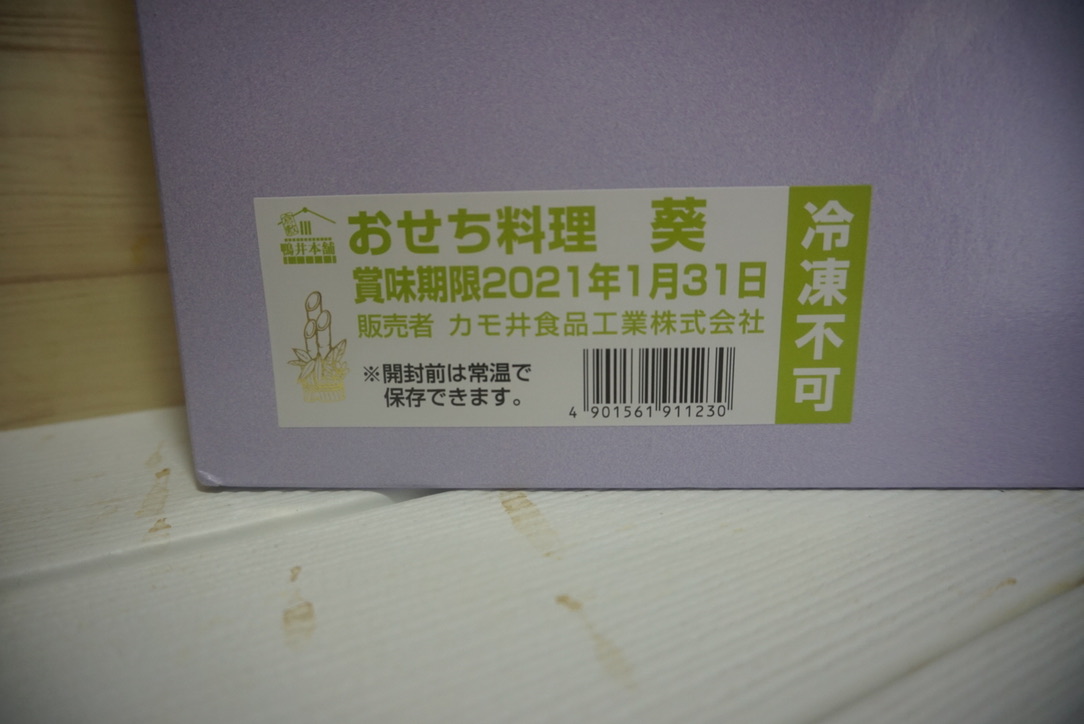 鴨井本舗
おせち料理 葵
賞味期限2021年1月31日
販売者 カモ井食品工業株式会社
※開封前は常温で
保存できます。
4 901561 911230
冷凍不可